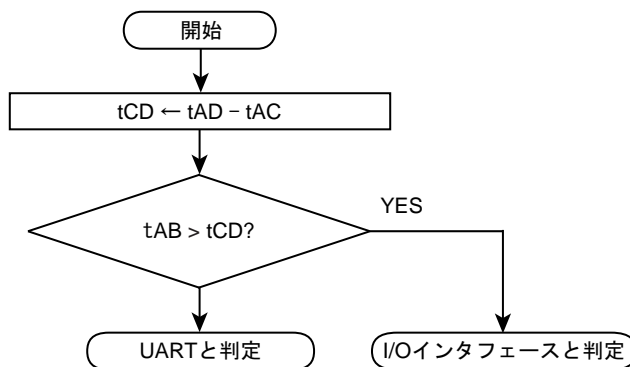 開始
tCD ← tAD − tAC
tAB > tCD?
YES
UARTと判定
I/Oインタフェースと判定